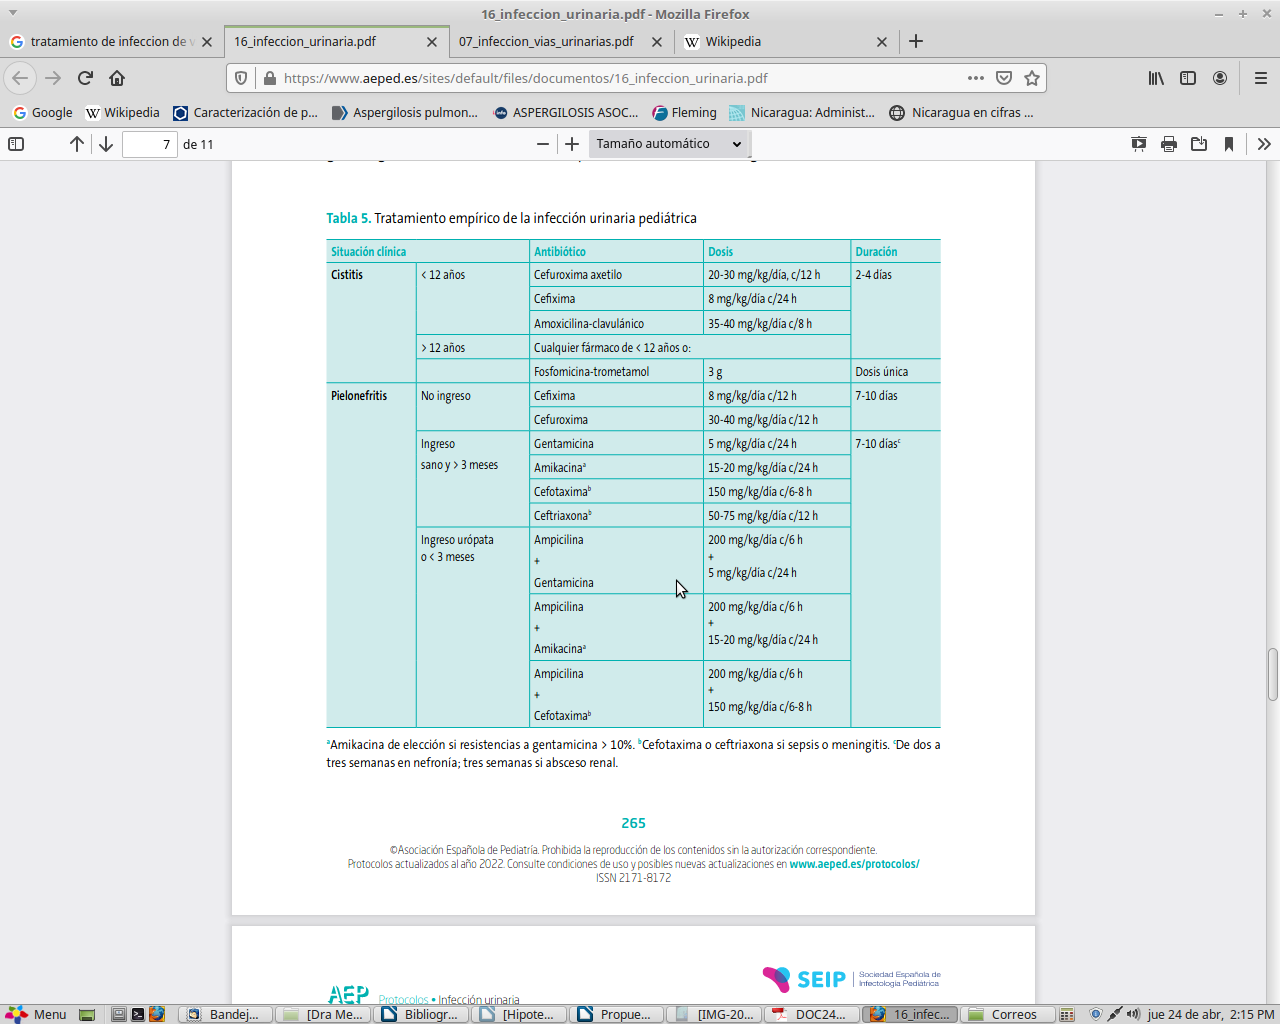 16_infeccion_urinaria.pdf - Mozilla Firefox
tratamiento de infeccion de v
16_infeccion_urinaria.pdf
07_infeccion_vias_urinarias.pdf
Wikipedia
https://www.aeped.es/sites/default/files/documentos/16_infeccion_urinaria.pdf
Google Wikipedia Caracterización de p... Aspergilosis pulmon... ASPERGILOSIS ASOC... Fleming Nicaragua: Administ... Nicaragua en cifras ...
7 de 11 Tamaño automático
Tabla 5. Tratamiento empírico de la infección urinaria pediátrica
Situación clínica Antibiótico Dosis Duración
Cistitis < 12 años Cefuroxima axetilo 20-30 mg/kg/día, c/12 h 2-4 días
Cefixima 8 mg/kg/día c/24 h
Amoxicilina-clavulánico 35-40 mg/kg/día c/8 h
> 12 años Cualquier fármaco de < 12 años o:
Fosfomicina-trometamol 3 g Dosis única
Pielonefritis No ingreso Cefixima 8 mg/kg/día c/12 h 7-10 días
Cefuroxima 30-40 mg/kg/día c/12 h
Ingreso Gentamicina 5 mg/kg/día c/24 h 7-10 díasᶜ
sano y > 3 meses Amikacinaᵃ 15-20 mg/kg/día c/24 h
Cefotaximaᵇ 150 mg/kg/día c/6-8 h
Ceftriaxonaᵇ 50-75 mg/kg/día c/12 h
Ingreso urópata Ampicilina 200 mg/kg/día c/6 h
o < 3 meses + +
Gentamicina 5 mg/kg/día c/24 h
Ampicilina 200 mg/kg/día c/6 h
+ +
Amikacinaᵃ 15-20 mg/kg/día c/24 h
Ampicilina 200 mg/kg/día c/6 h
+ +
Cefotaximaᵇ 150 mg/kg/día c/6-8 h
ᵃAmikacina de elección si resistencias a gentamicina > 10%. ᵇCefotaxima o ceftriaxona si sepsis o meningitis. ᶜDe dos a
tres semanas en nefronía; tres semanas si absceso renal.
265
©Asociación Española de Pediatría. Prohibida la reproducción de los contenidos sin la autorización correspondiente.
Protocolos actualizados al año 2022. Consulte condiciones de uso y posibles nuevas actualizaciones en www.aeped.es/protocolos/
ISSN 2171-8172
SEIP Sociedad Española de
Infectología Pediátrica
AEP Protocolos • Infección urinaria
Menu Bandej... [Dra Me... Bibliogr... [Hipote... Propue... [IMG-20... DOC24... 16_infec... Correos jue 24 de abr, 2:15 PM